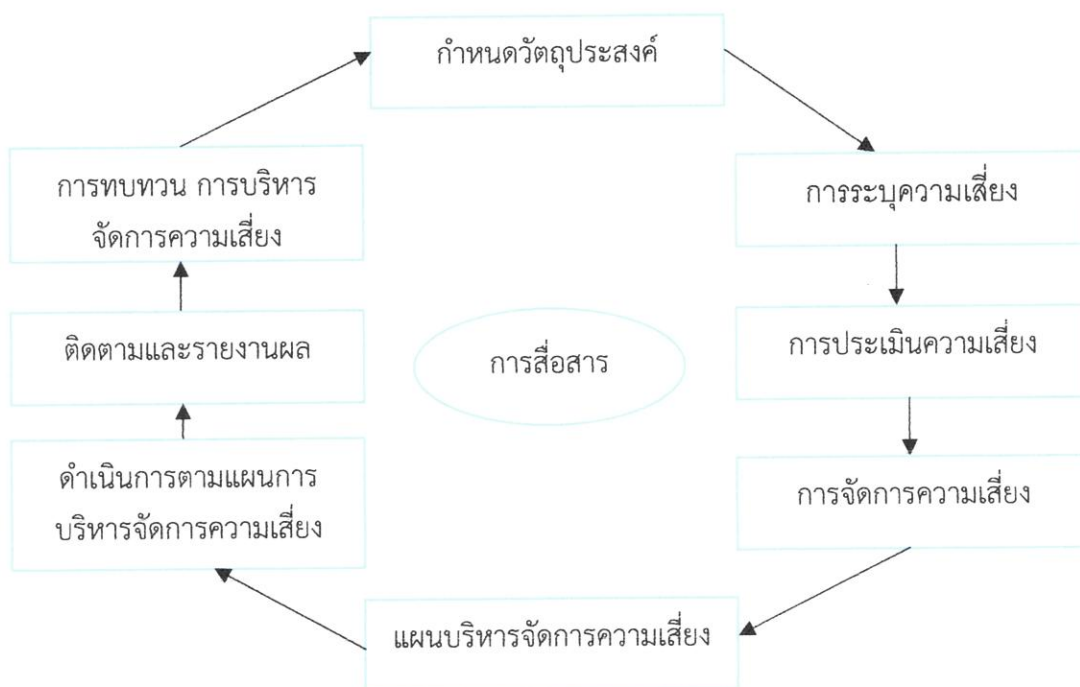 กำหนดวัตถุประสงค์
การระบุความเสี่ยง
การประเมินความเสี่ยง
การจัดการความเสี่ยง
แผนบริหารจัดการความเสี่ยง
ดำเนินการตามแผนการ
บริหารจัดการความเสี่ยง
ติดตามและรายงานผล
การทบทวน การบริหาร
จัดการความเสี่ยง
การสื่อสาร